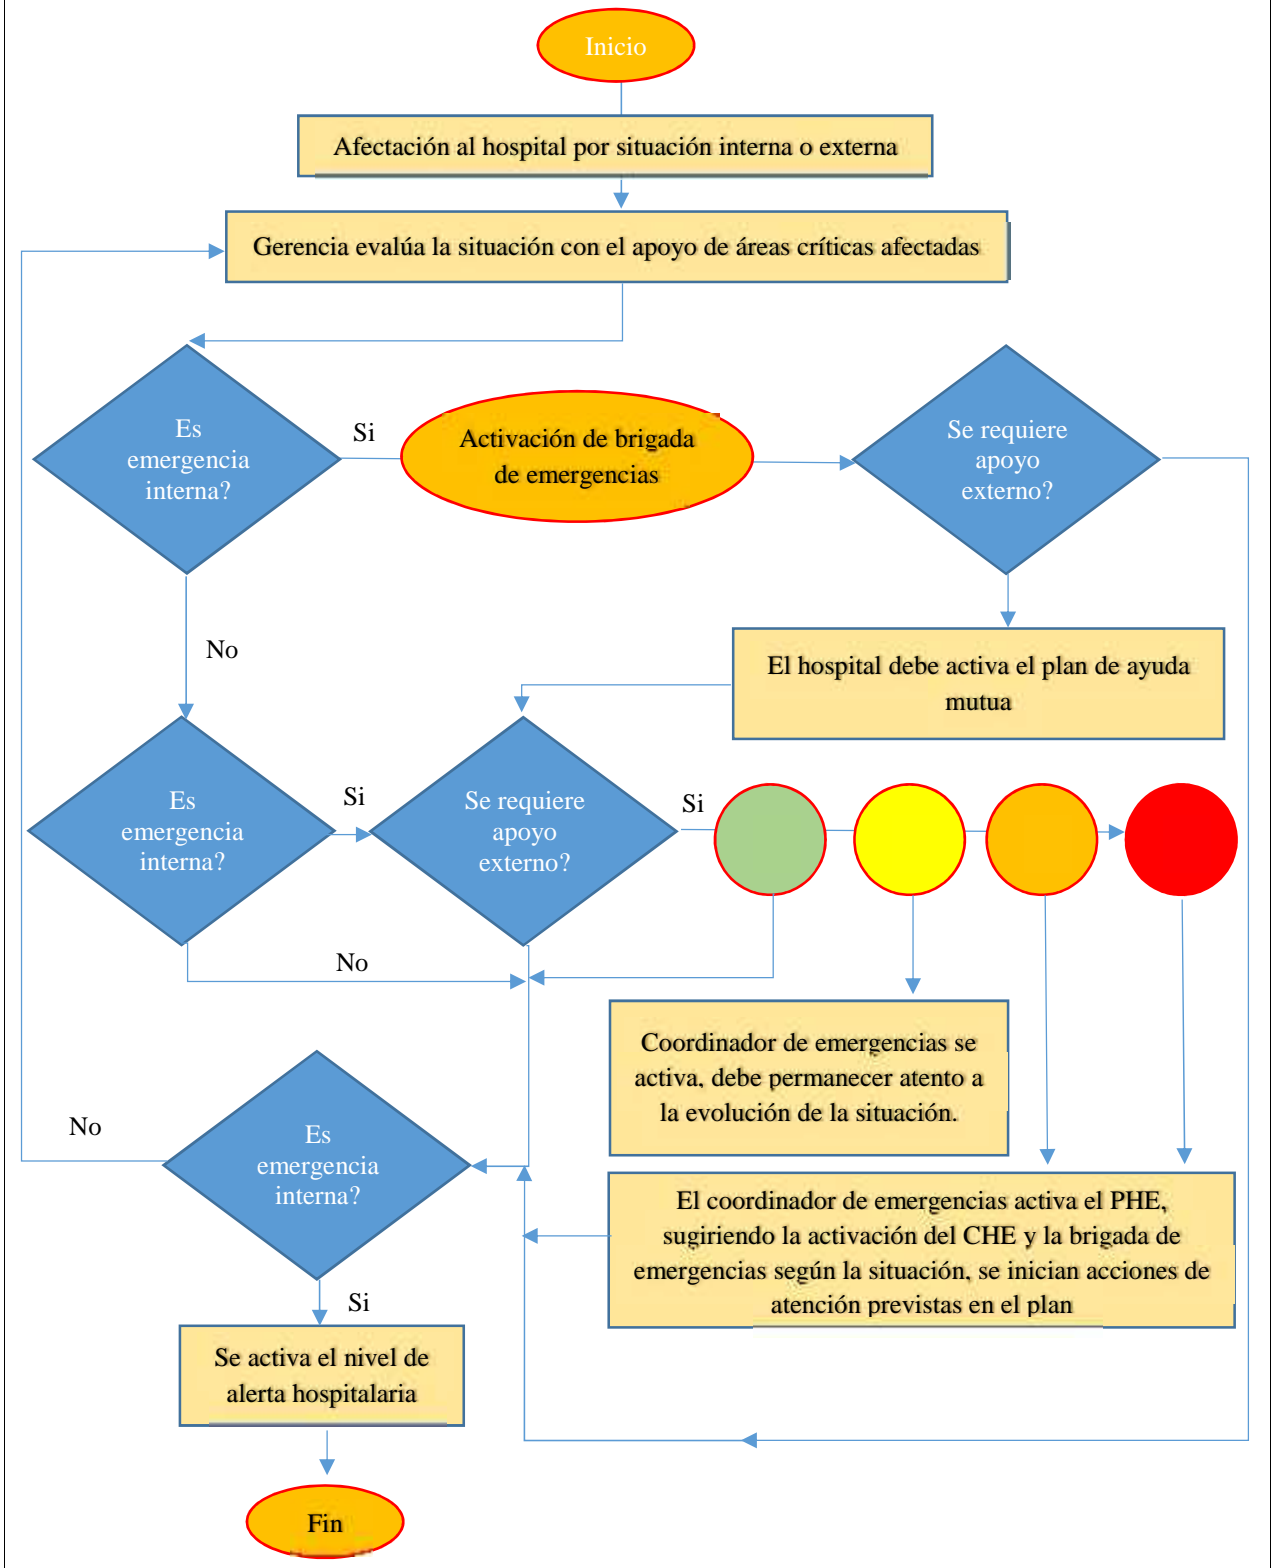 Inicio
Afectación al hospital por situación interna o externa
Gerencia evalúa la situación con el apoyo de áreas críticas afectadas
Es
emergencia
interna?
Si
Activación de brigada
de emergencias
Se requiere
apoyo
externo?
No
El hospital debe activa el plan de ayuda
mutua
Es
emergencia
interna?
Si
Se requiere
apoyo
externo?
Si
No
Coordinador de emergencias se
activa, debe permanecer atento a
la evolución de la situación.
No
Es
emergencia
interna?
El coordinador de emergencias activa el PHE,
sugiriendo la activación del CHE y la brigada de
emergencias según la situación, se inician acciones de
atención previstas en el plan
Si
Se activa el nivel de
alerta hospitalaria
Fin